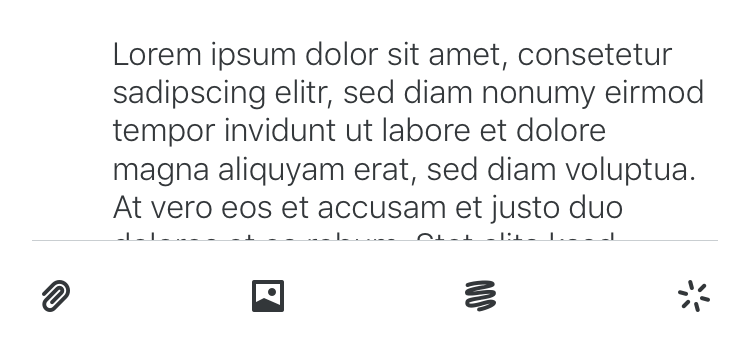 Lorem ipsum dolor sit amet, consetetur
sadipscing elitr, sed diam nonumy eirmod
tempor invidunt ut labore et dolore
magna aliquyam erat, sed diam voluptua.
At vero eos et accusam et justo duo